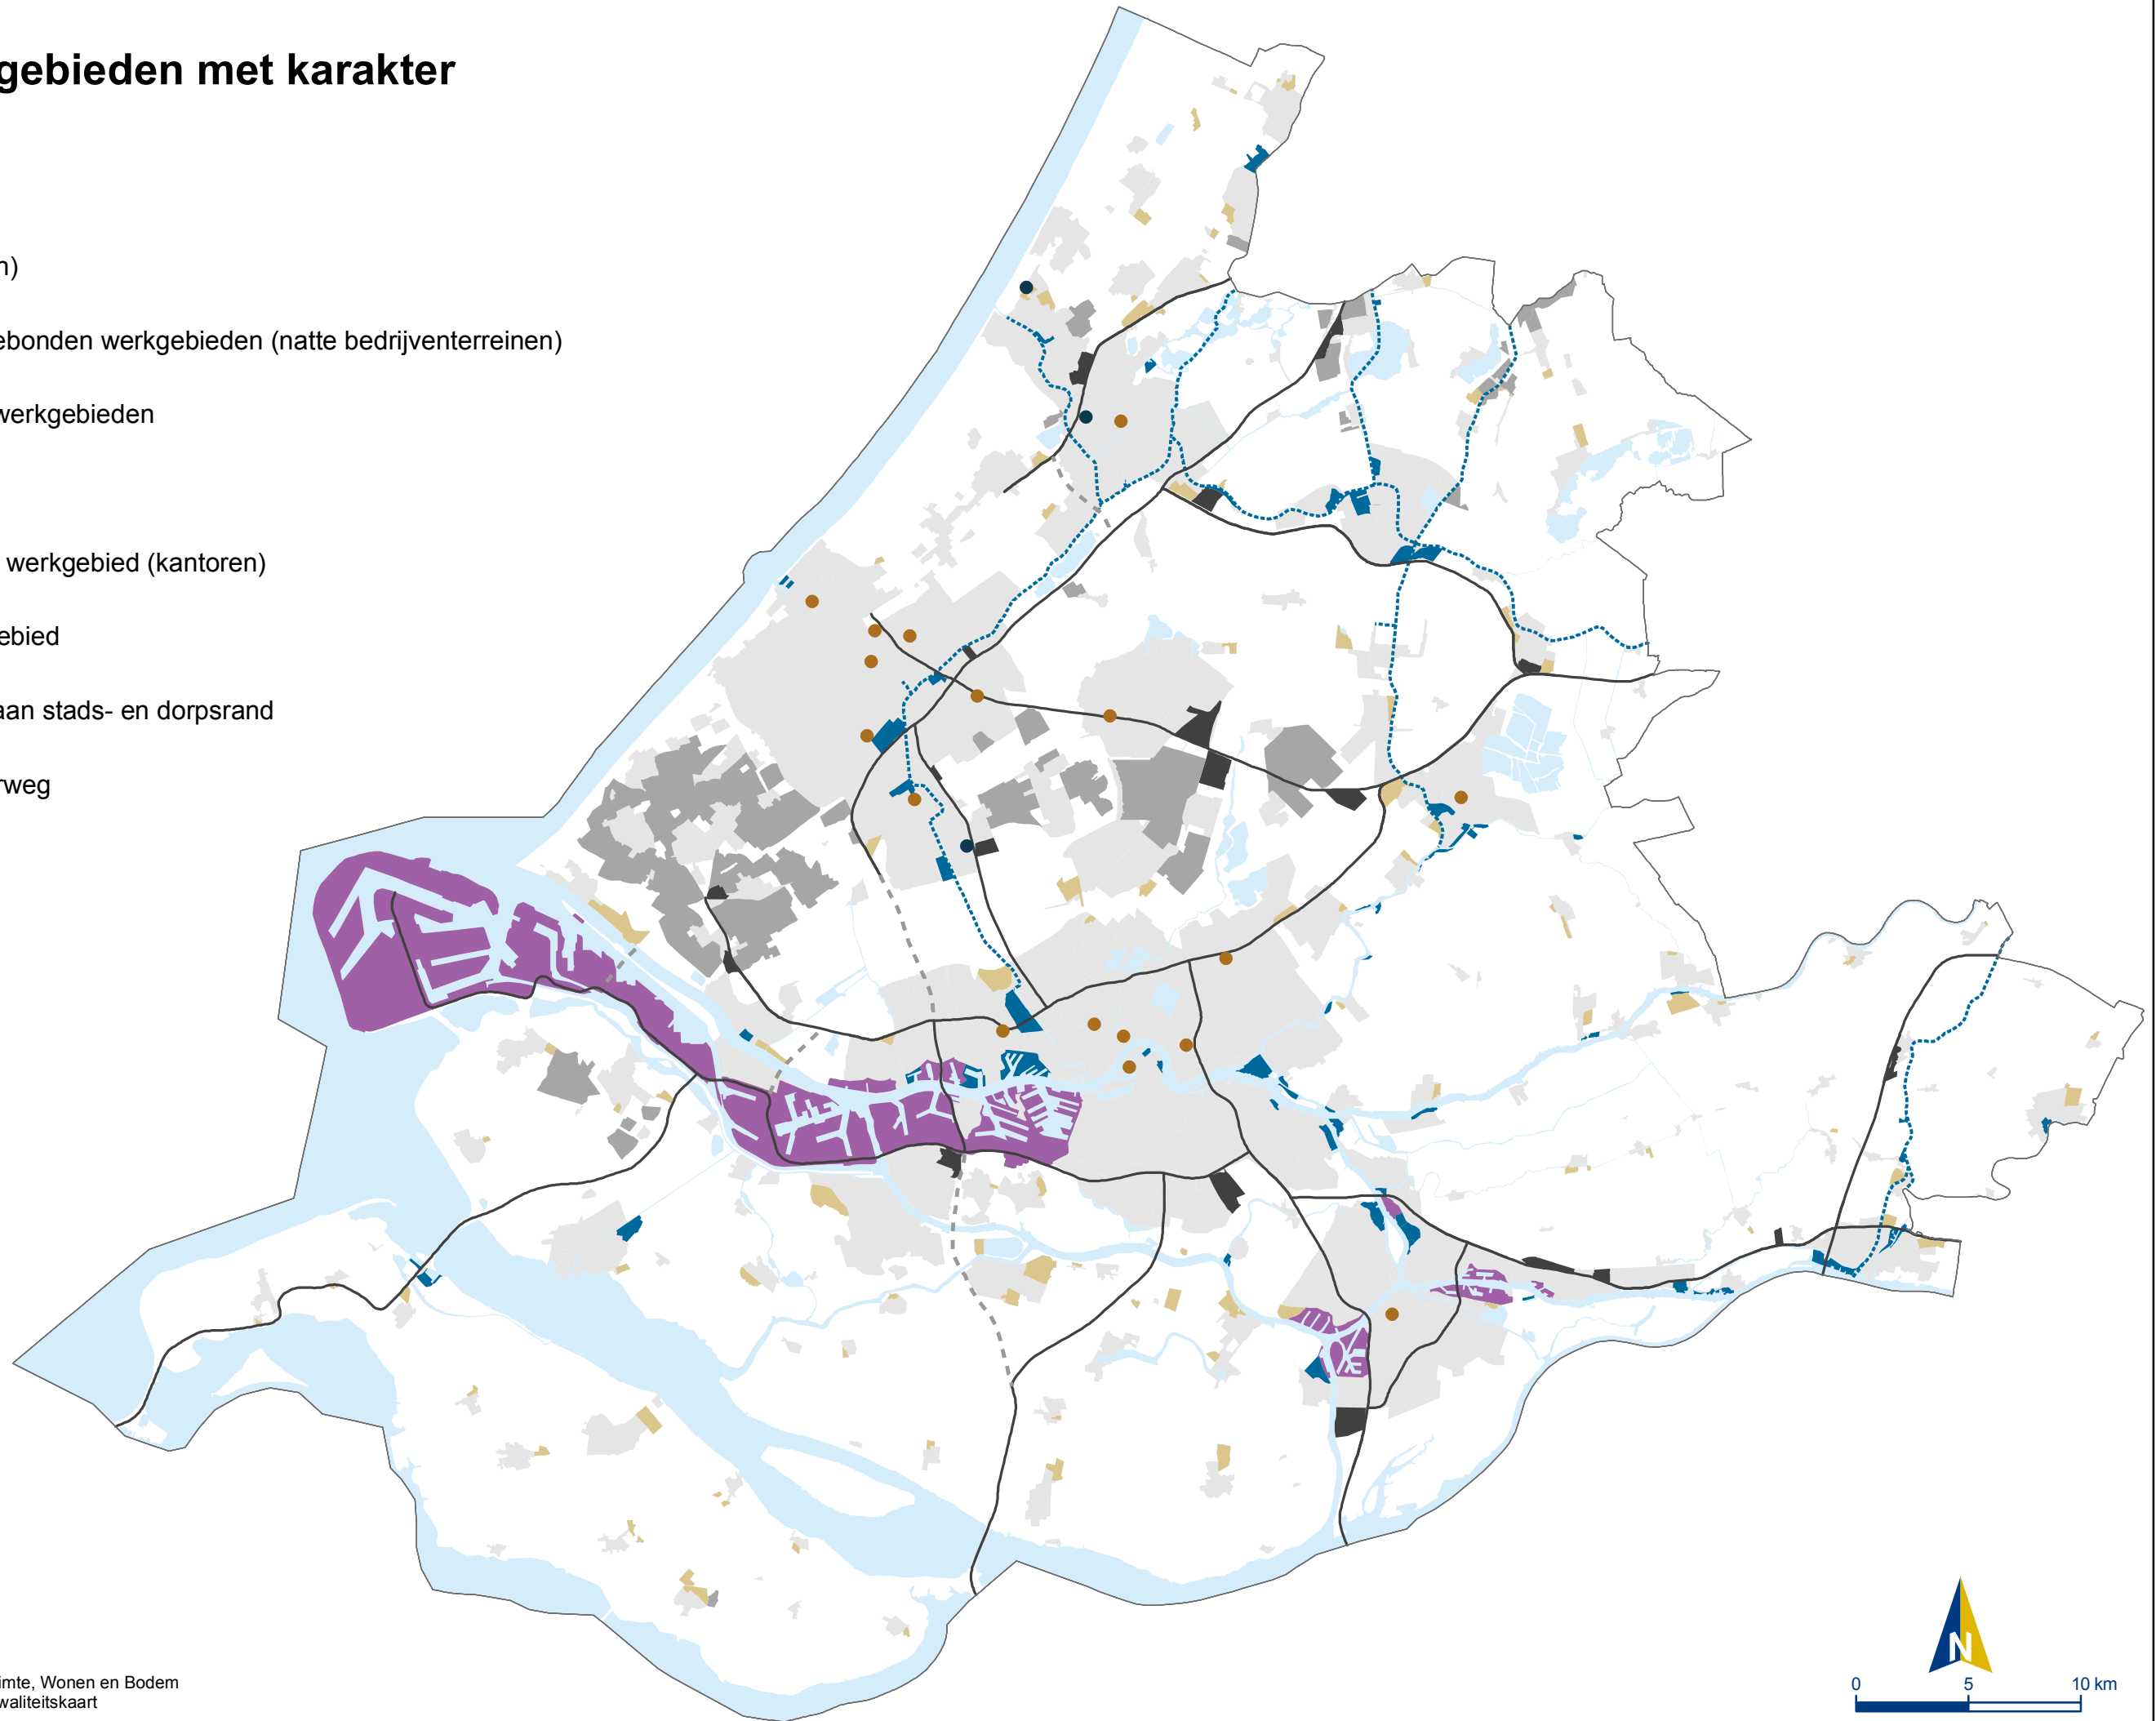 gebieden met karakter
n)
ebonden werkgebieden (natte bedrijventerreinen)
werkgebieden
werkgebied (kantoren)
ebied
aan stads- en dorpsrand
rweg
imte, Wonen en Bodem
waliteitskaart
N
0 5 10 km